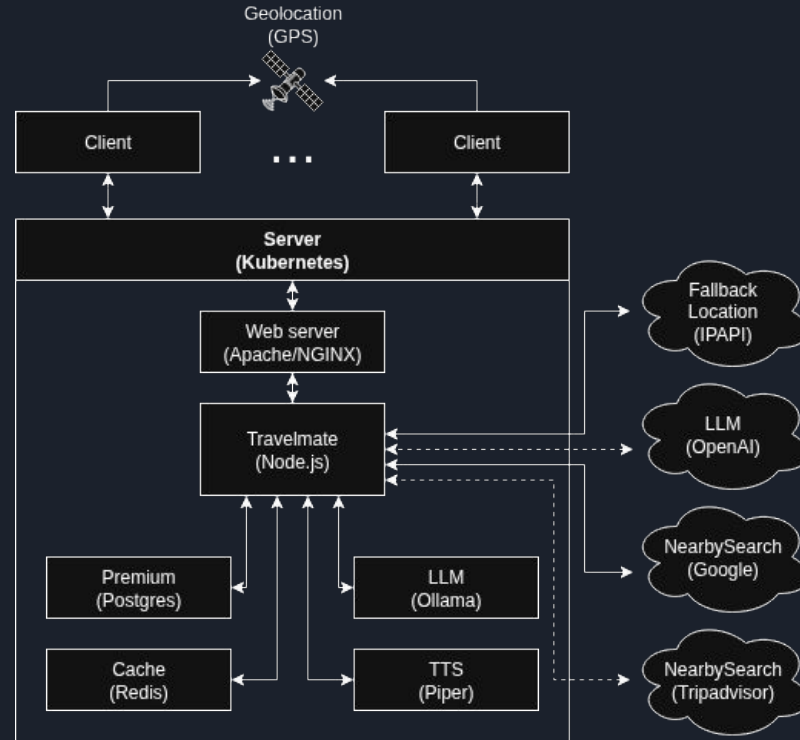 Geolocation
(GPS)
Client
...
Client
Server
(Kubernetes)
Web server
(Apache/NGINX)
Travelmate
(Node.js)
Premium
(Postgres)
LLM
(Ollama)
Cache
(Redis)
TTS
(Piper)
Fallback
Location
(IPAPI)
LLM
(OpenAI)
NearbySearch
(Google)
NearbySearch
(Tripadvisor)